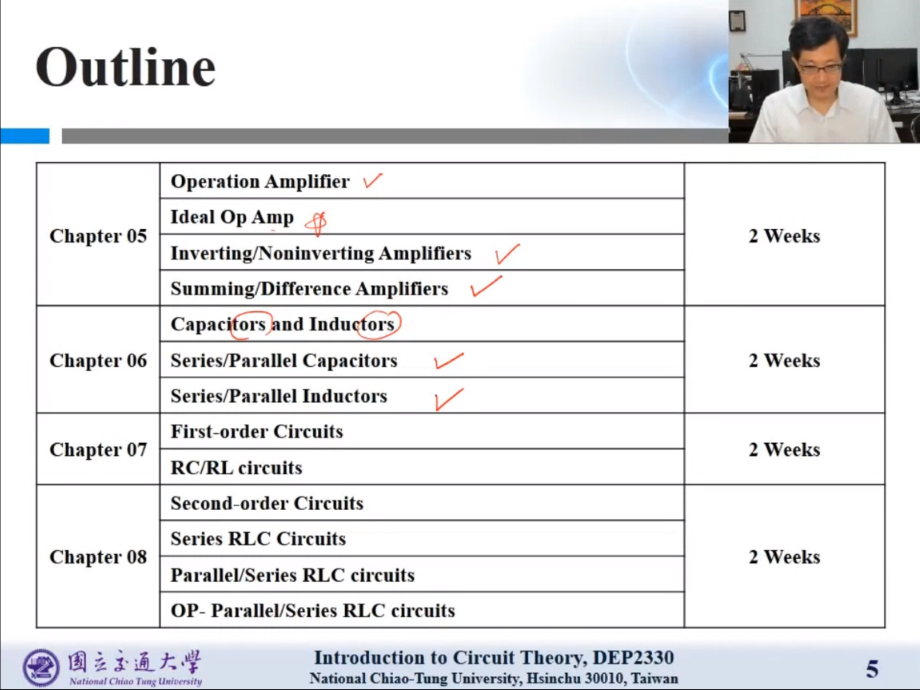 Outline
Chapter 05
Operation Amplifier
Ideal Op Amp
Inverting/Noninverting Amplifiers
Summing/Difference Amplifiers
2 Weeks
Chapter 06
Capacitors and Inductors
Series/Parallel Capacitors
Series/Parallel Inductors
2 Weeks
Chapter 07
First-order Circuits
RC/RL circuits
2 Weeks
Chapter 08
Second-order Circuits
Series RLC Circuits
Parallel/Series RLC circuits
OP- Parallel/Series RLC circuits
2 Weeks
國立交通大學
National Chiao Tung University
Introduction to Circuit Theory, DEP2330
National Chiao-Tung University, Hsinchu 30010, Taiwan
5